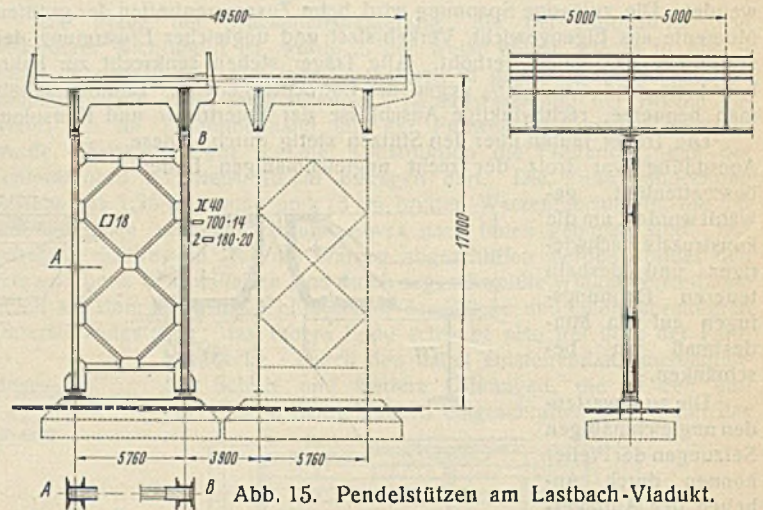 19500
5000 5000
B
⟧⟦ 40
▭ 700·14
2 ▭ 180·20
[] 18
A
17000
5760 3900 5760
A B Abb. 15. Pendelstützen am Lastbach-Viadukt.